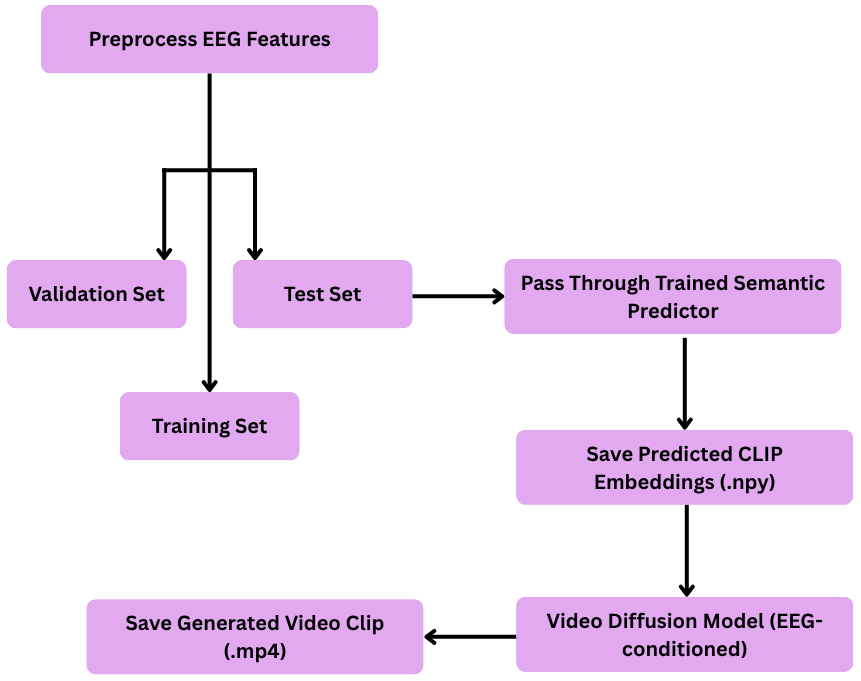 Preprocess EEG Features
Validation Set
Test Set
Pass Through Trained Semantic
Predictor
Training Set
Save Predicted CLIP
Embeddings (.npy)
Video Diffusion Model (EEG-
conditioned)
Save Generated Video Clip
(.mp4)